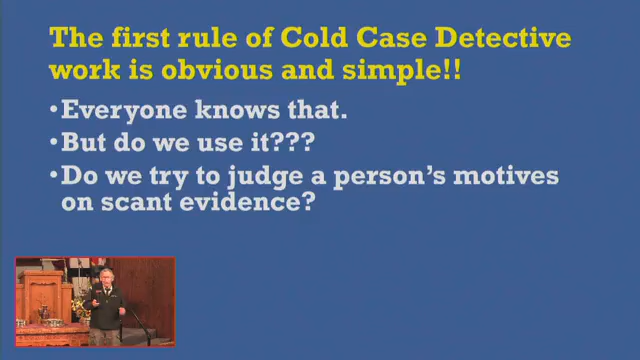 The first rule of Cold Case Detective
work is obvious and simple!!
•Everyone knows that.
•But do we use it???
•Do we try to judge a person's motives
on scant evidence?